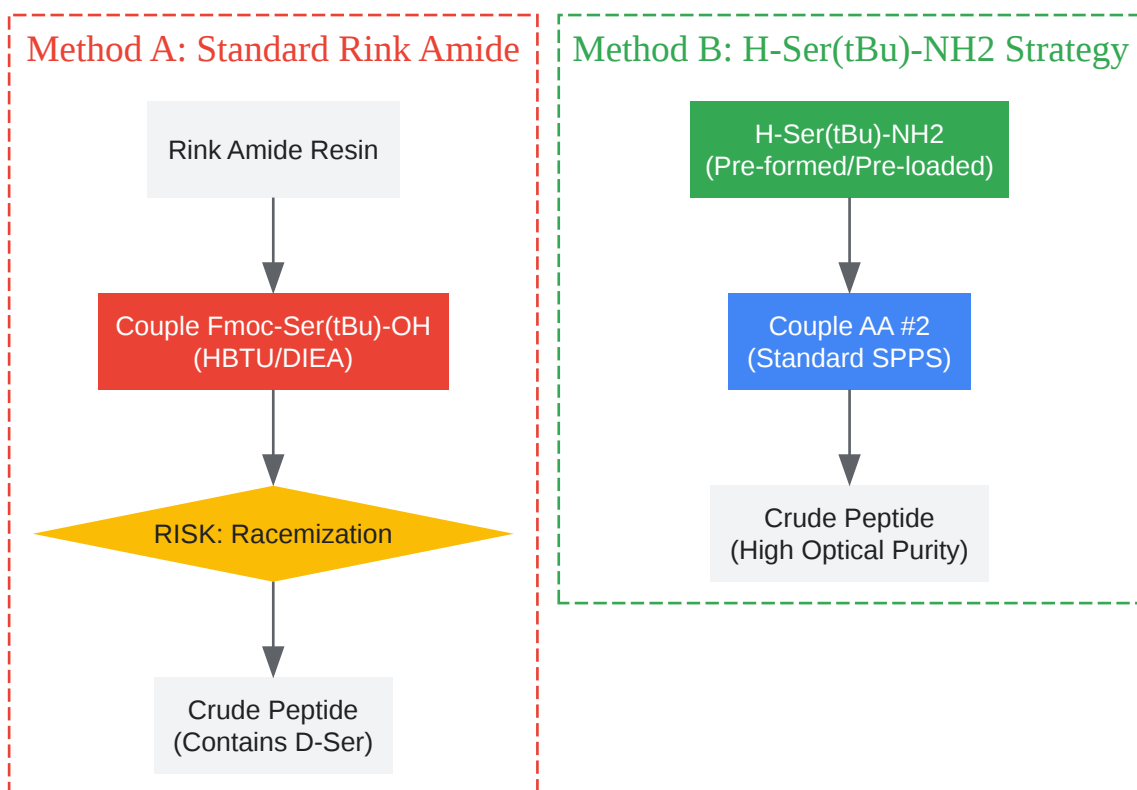 Method A: Standard Rink Amide
Rink Amide Resin
Couple Fmoc-Ser(tBu)-OH
(HBTU/DIEA)
RISK: Racemization
Crude Peptide
(Contains D-Ser)
Method B: H-Ser(tBu)-NH2 Strategy
H-Ser(tBu)-NH2
(Pre-formed/Pre-loaded)
Couple AA #2
(Standard SPPS)
Crude Peptide
(High Optical Purity)